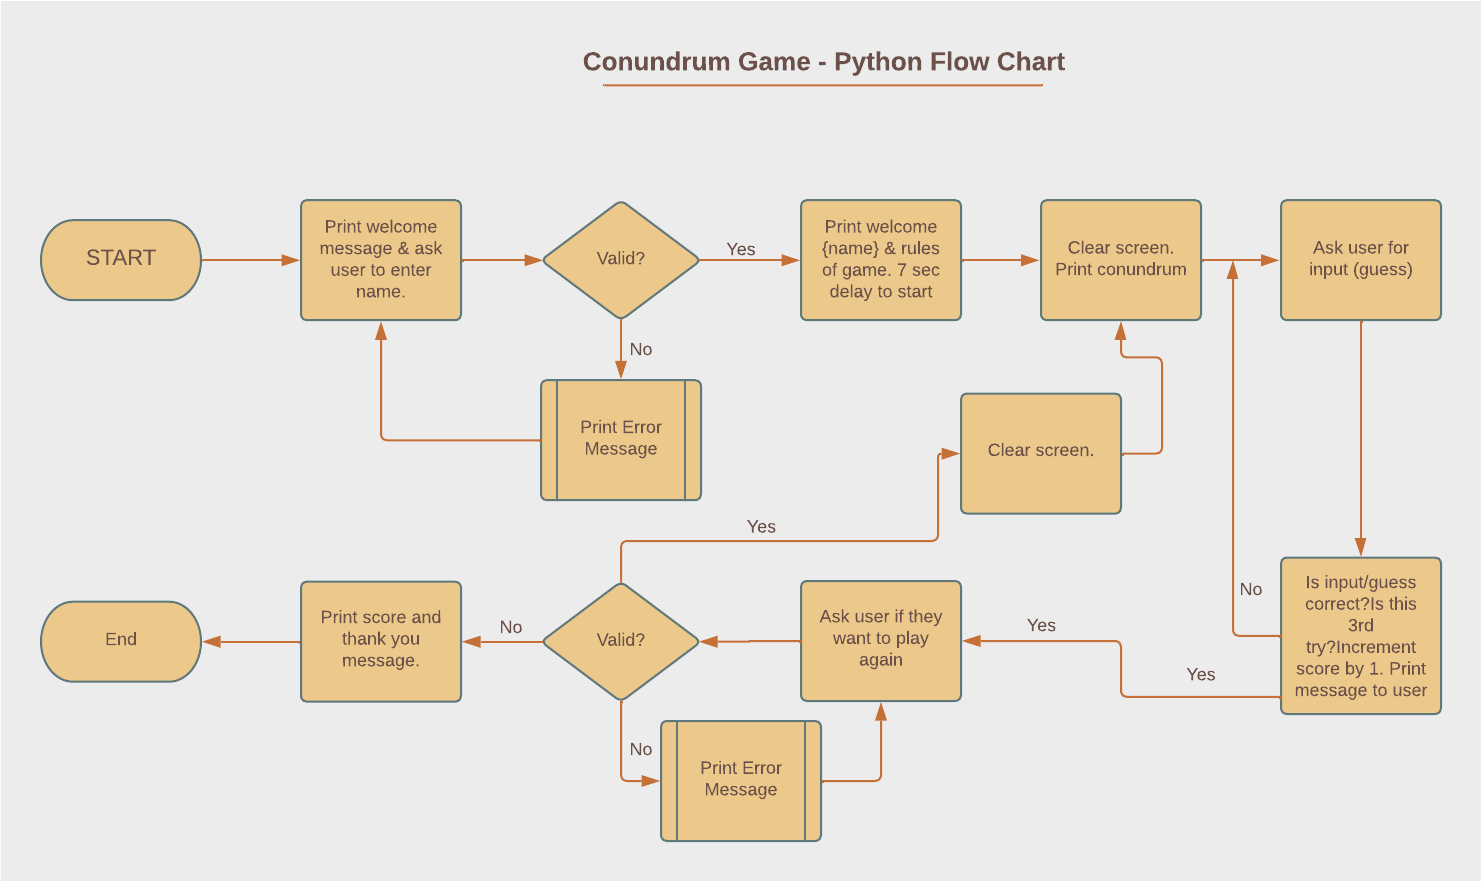 Conundrum Game - Python Flow Chart
START
Print welcome
message & ask
user to enter
name.
Valid?
Yes
Print welcome
{name} & rules
of game. 7 sec
delay to start
Clear screen.
Print conundrum
Ask user for
input (guess)
No
Print Error
Message
Clear screen.
Yes
End
Print score and
thank you
message.
No
Valid?
Ask user if they
want to play
again
Yes
Yes
No
Is input/guess
correct?Is this
3rd
try?Increment
score by 1. Print
message to user
No
Print Error
Message